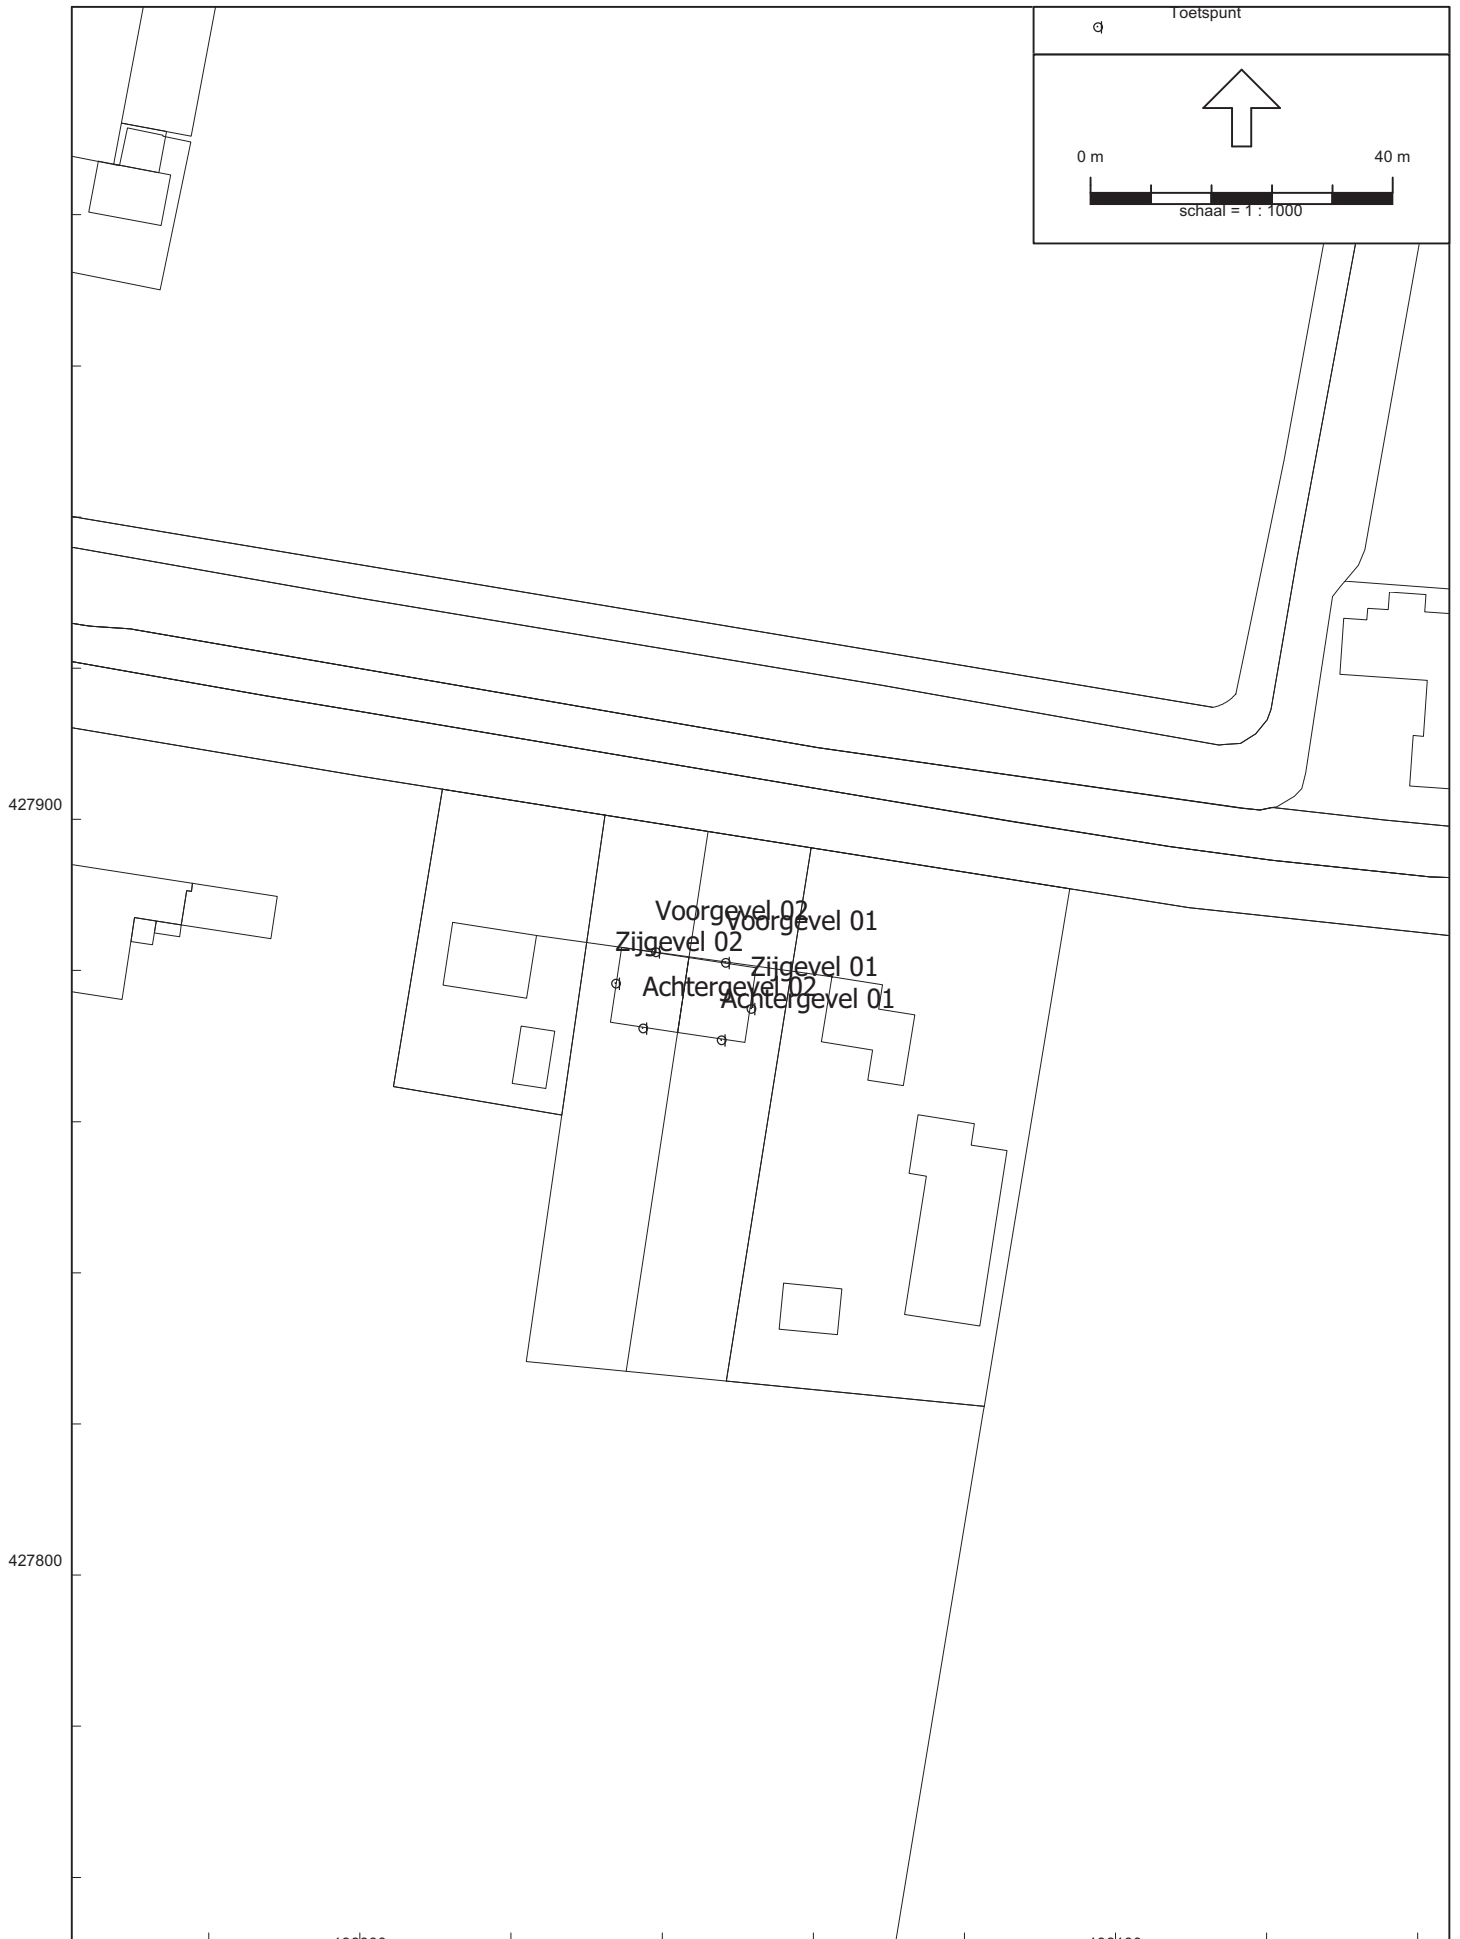 Toetspunt
0 m 40 m
schaal = 1 : 1000
427900
Voorgevel 02
Voorgevel 01
Zijgevel 02
Zijgevel 01
Achtergevel 02
Achtergevel 01
427800